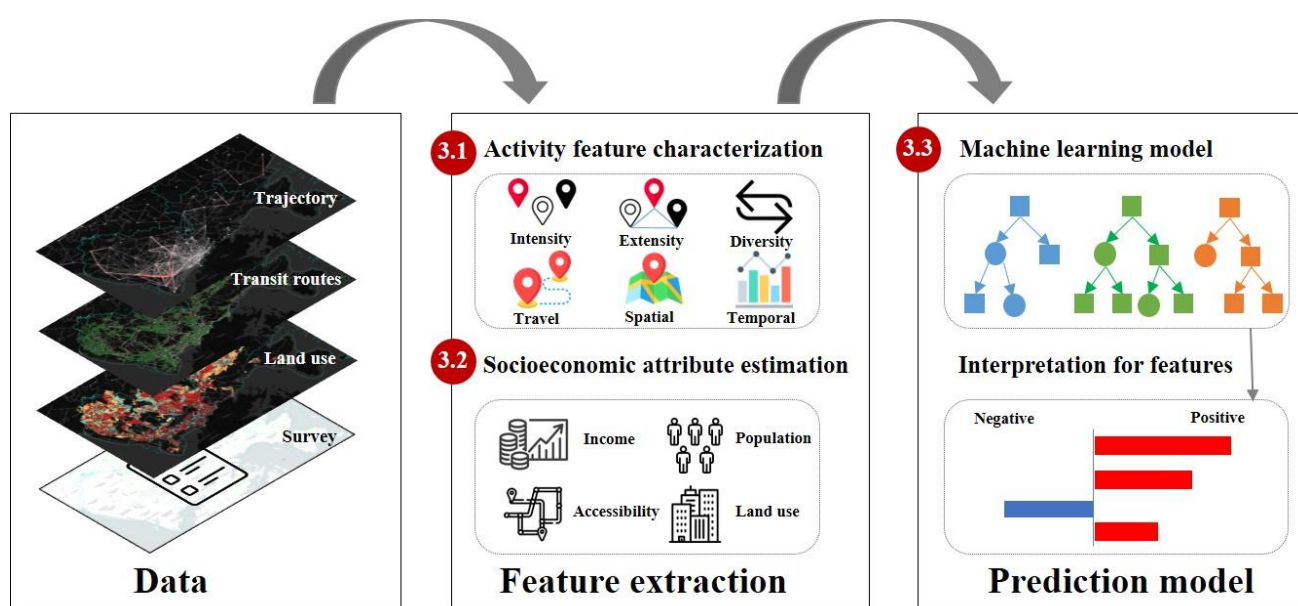 Trajectory
Transit routes
Land use
Survey
Data
3.1 Activity feature characterization
Intensity Extensity Diversity
Travel Spatial Temporal
3.2 Socioeconomic attribute estimation
Income Population
Accessibility Land use
Feature extraction
3.3 Machine learning model
Interpretation for features
Negative Positive
Prediction model